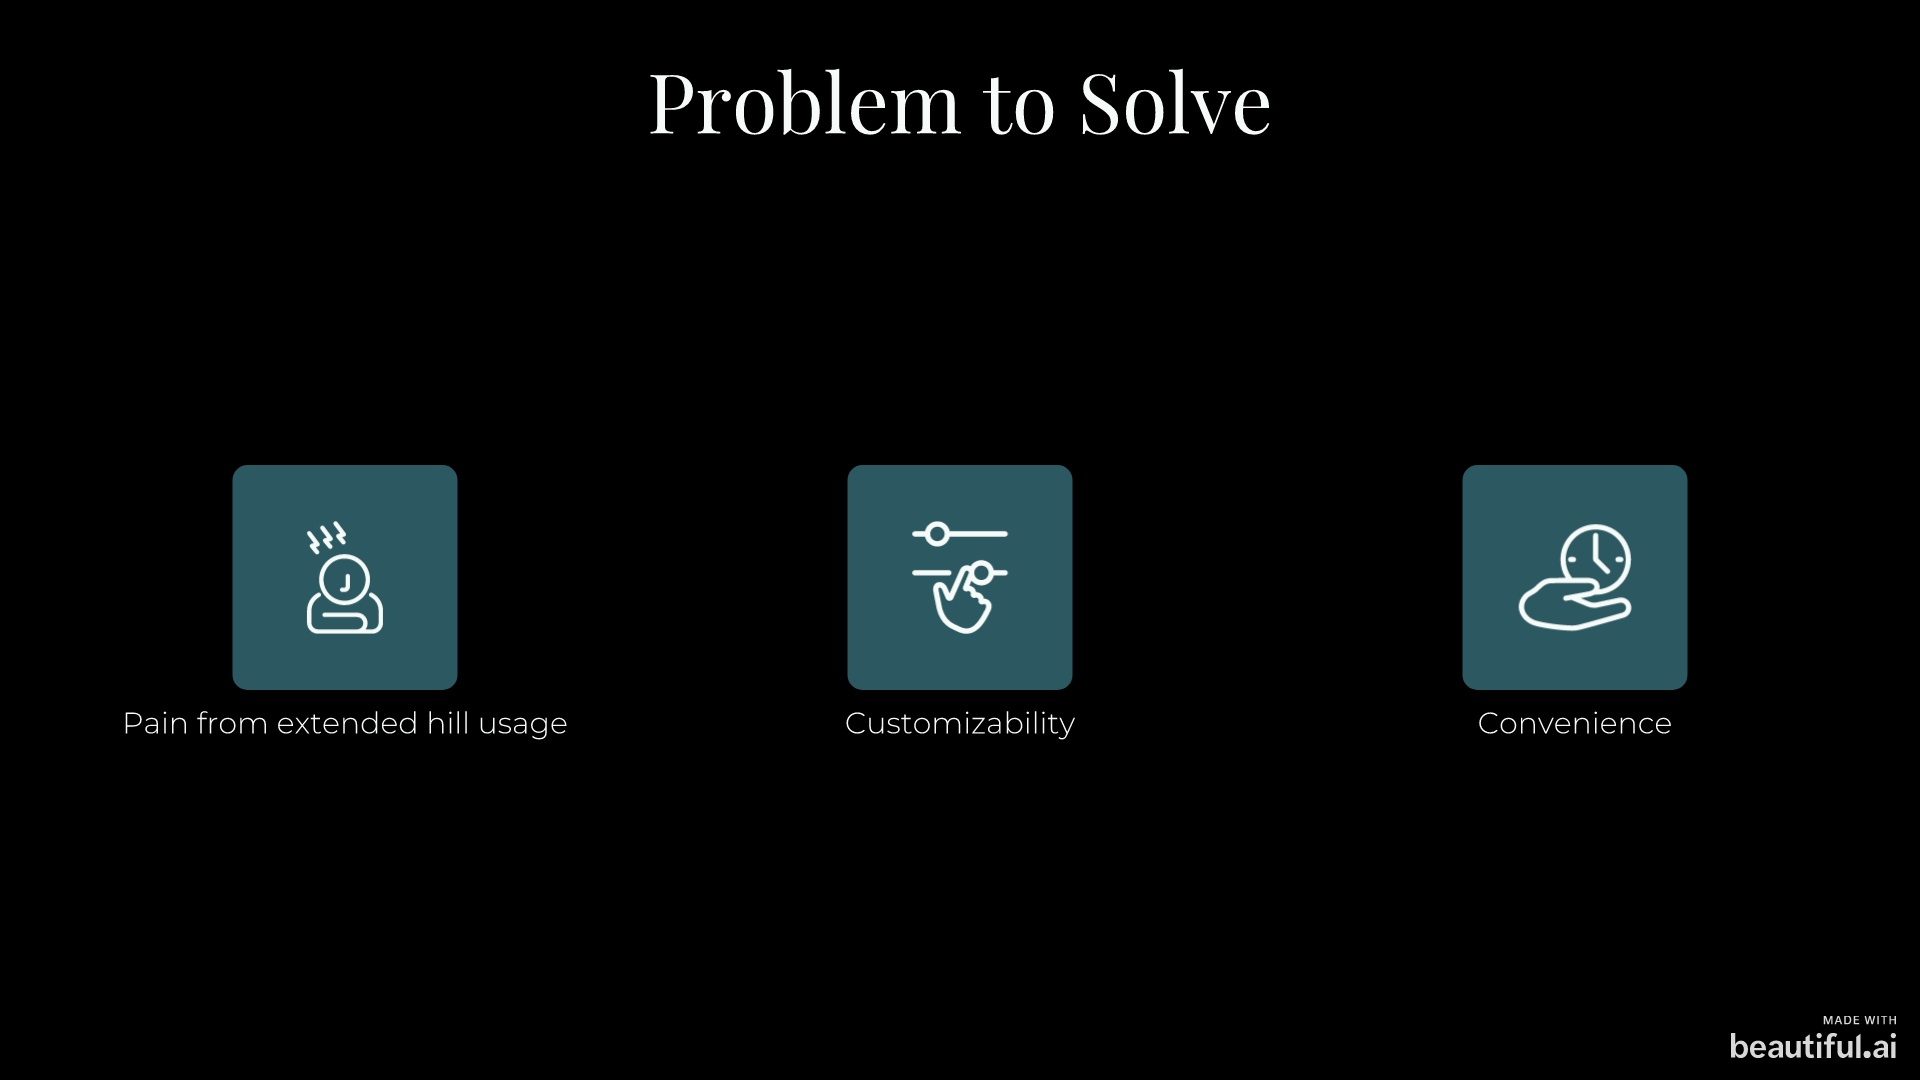 Problem to Solve
Pain from extended hill usage
Customizability
Convenience
MADE WITH
beautiful.ai